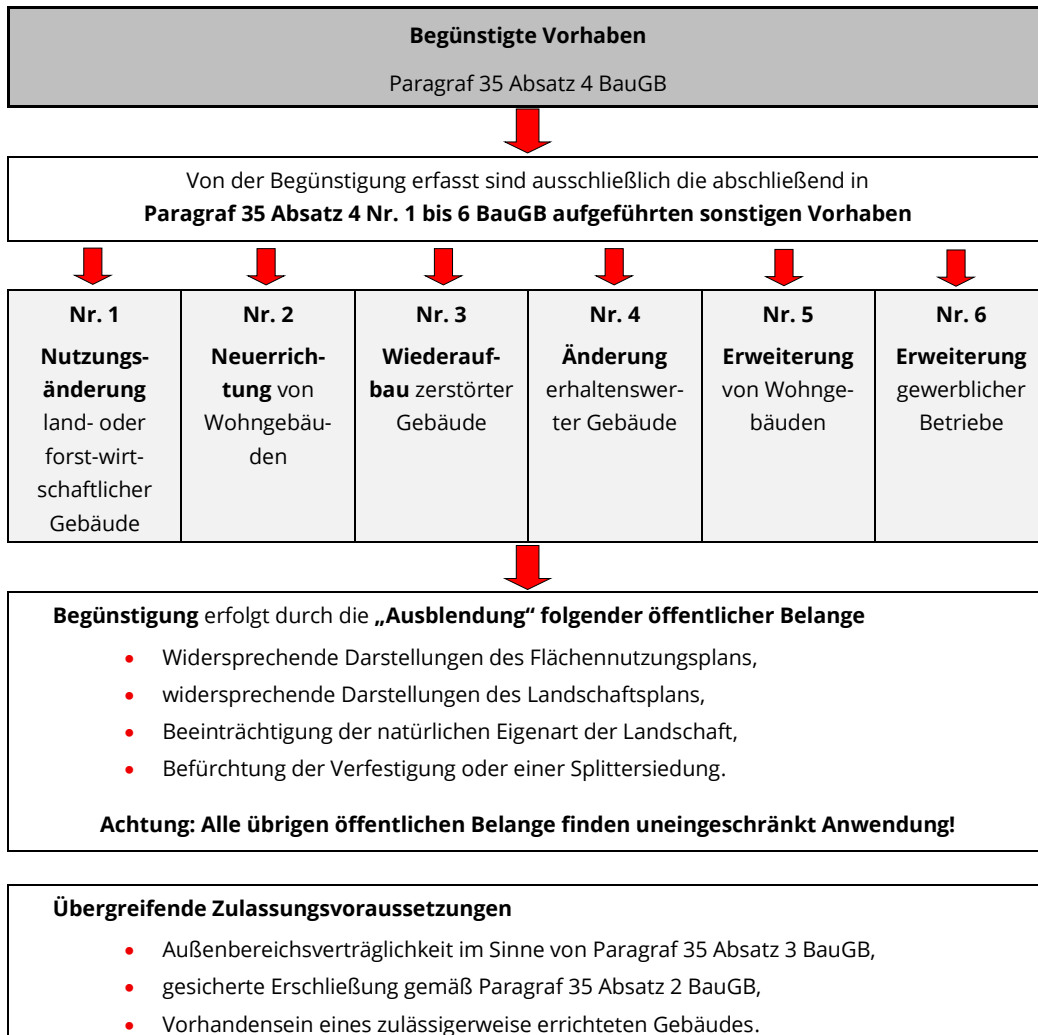 Begünstigte Vorhaben
Paragraf 35 Absatz 4 BauGB
Von der Begünstigung erfasst sind ausschließlich die abschließend in
Paragraf 35 Absatz 4 Nr. 1 bis 6 BauGB aufgeführten sonstigen Vorhaben
Nr. 1
Nutzungs-
änderung
land- oder
forst-wirt-
schaftlicher
Gebäude
Nr. 2
Neuerrich-
tung von
Wohngebäu-
den
Nr. 3
Wiederauf-
bau zerstörter
Gebäude
Nr. 4
Änderung
erhaltenswer-
ter Gebäude
Nr. 5
Erweiterung
von Wohnge-
bäuden
Nr. 6
Erweiterung
gewerblicher
Betriebe
Begünstigung erfolgt durch die „Ausblendung“ folgender öffentlicher Belange
• Widersprechende Darstellungen des Flächennutzungsplans,
• widersprechende Darstellungen des Landschaftsplans,
• Beeinträchtigung der natürlichen Eigenart der Landschaft,
• Befürchtung der Verfestigung oder einer Splittersiedung.
Achtung: Alle übrigen öffentlichen Belange finden uneingeschränkt Anwendung!
Übergreifende Zulassungsvoraussetzungen
• Außenbereichsverträglichkeit im Sinne von Paragraf 35 Absatz 3 BauGB,
• gesicherte Erschließung gemäß Paragraf 35 Absatz 2 BauGB,
• Vorhandensein eines zulässigerweise errichteten Gebäudes.